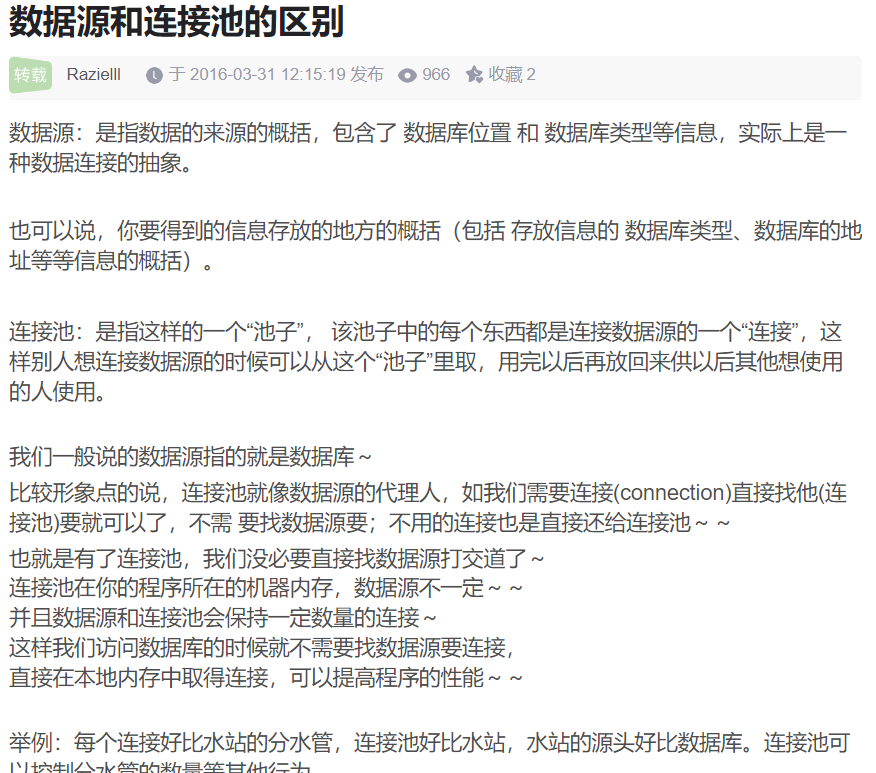 数据源和连接池的区别
转载 Razielll 于 2016-03-31 12:15:19 发布 966 收藏 2
数据源：是指数据的来源的概括，包含了 数据库位置 和 数据库类型等信息，实际上是一
种数据连接的抽象。
也可以说，你要得到的信息存放的地方的概括（包括 存放信息的 数据库类型、数据库的地
址等等信息的概括）。
连接池：是指这样的一个“池子”， 该池子中的每个东西都是连接数据源的一个“连接”，这
样别人想连接数据源的时候可以从这个“池子”里取，用完以后再放回来供以后其他想使用
的人使用。
我们一般说的数据源指的就是数据库～
比较形象点的说，连接池就像数据源的代理人，如我们需要连接(connection)直接找他(连
接池)要就可以了，不需 要找数据源要；不用的连接也是直接还给连接池～～
也就是有了连接池，我们没必要直接找数据源打交道了～
连接池在你的程序所在的机器内存，数据源不一定～～
并且数据源和连接池会保持一定数量的连接～
这样我们访问数据库的时候就不需要找数据源要连接，
直接在本地内存中取得连接，可以提高程序的性能～～
举例：每个连接好比水站的分水管，连接池好比水站，水站的源头好比数据库。连接池可
以控制分水管的数量等其他行为